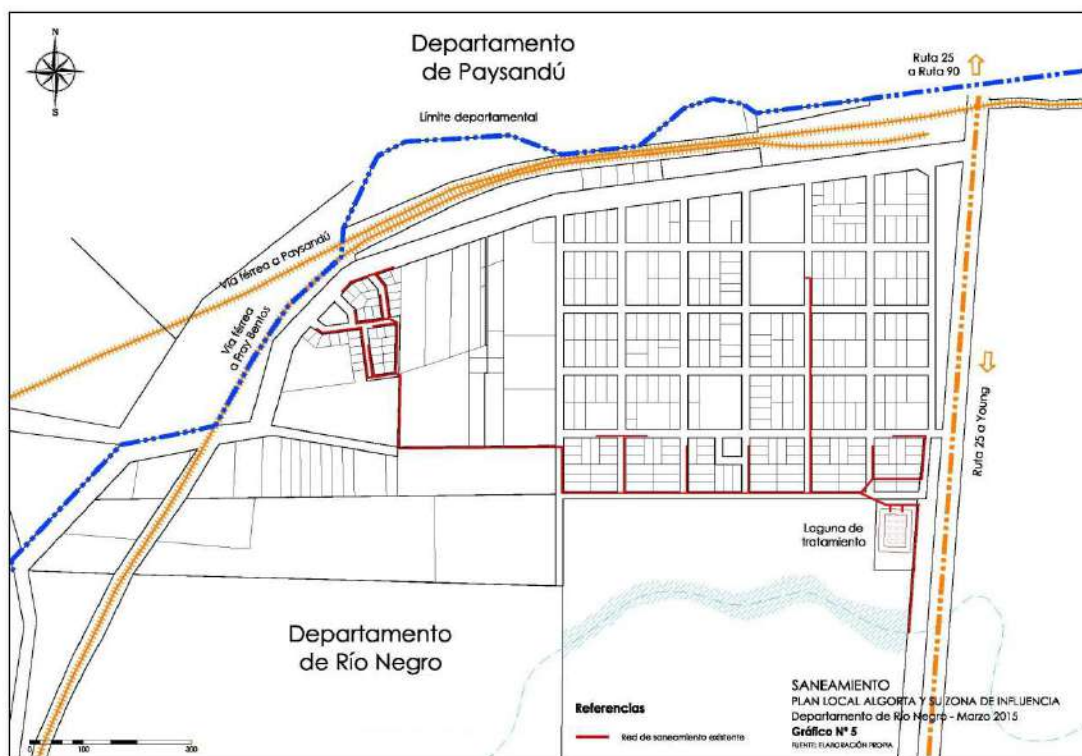 N
S
Departamento
de Paysandú
Ruta 25
a Ruta 90
Límite departamental
Vía férrea a Paysandú
Vía férrea
a Fray Bentos
Ruta 25 a Young
Laguna de
tratamiento
Departamento
de Río Negro
Referencias
Red de saneamiento existente
SANEAMIENTO
PLAN LOCAL ALGORTA Y SU ZONA DE INFLUENCIA
Departamento de Río Negro - Marzo 2015
Gráfico Nº 5
FUENTE: ELABORACIÓN PROPIA
0 100 300